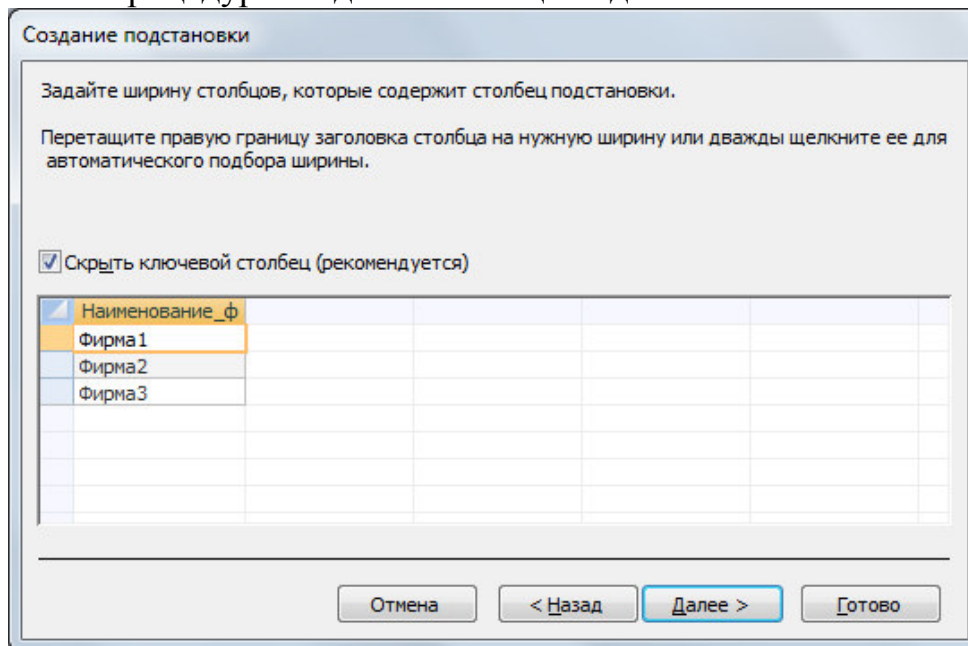 Создание подстановки
Задайте ширину столбцов, которые содержит столбец подстановки.
Перетащите правую границу заголовка столбца на нужную ширину или дважды щелкните ее для
автоматического подбора ширины.
Скрыть ключевой столбец (рекомендуется)
Наименование_ф
Фирма1
Фирма2
Фирма3
Отмена
< Назад
Далее >
Готово